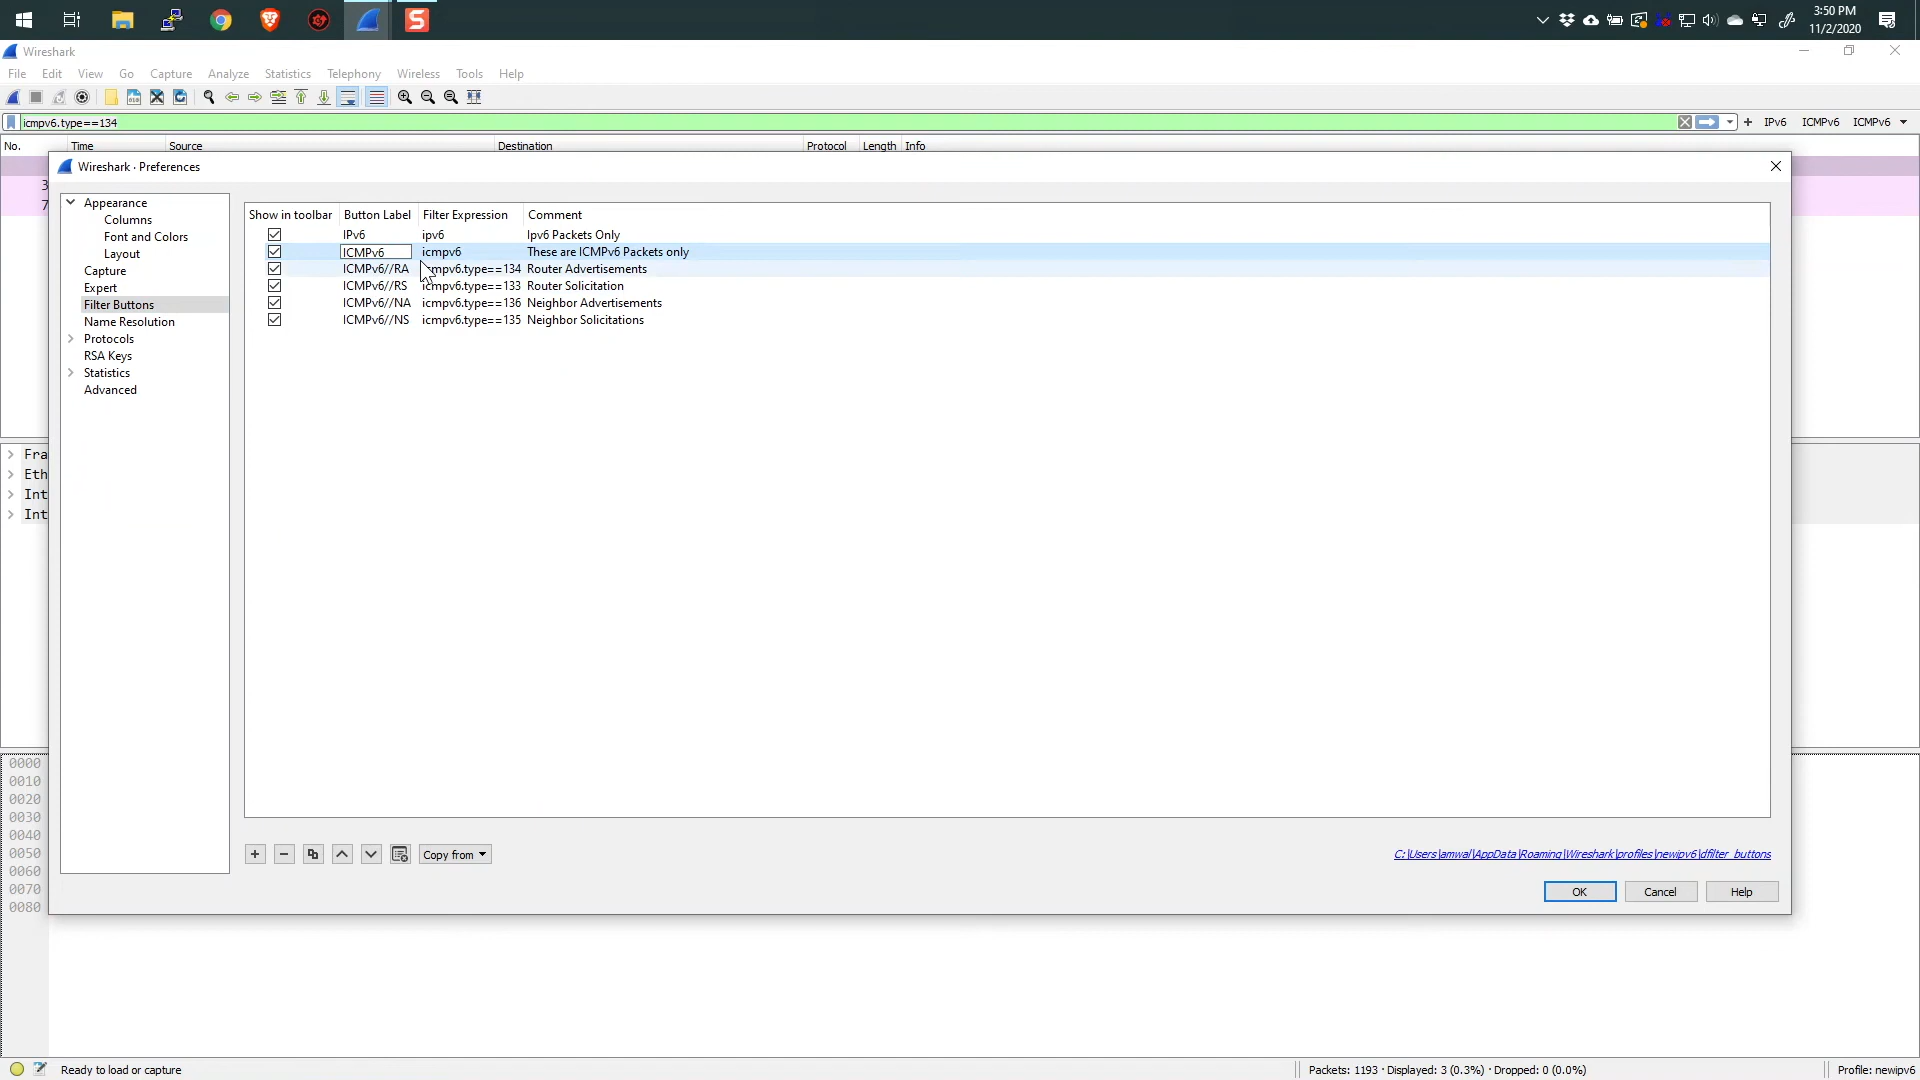 3:50 PM
11/2/2020
Wireshark
File Edit View Go Capture Analyze Statistics Telephony Wireless Tools Help
icmpv6.type==134
+ IPv6 ICMPv6 ICMPv6
No. Time Source Destination Protocol Length Info
3
7
Wireshark · Preferences
Appearance
Columns
Font and Colors
Layout
Capture
Expert
Filter Buttons
Name Resolution
Protocols
RSA Keys
Statistics
Advanced
Show in toolbar Button Label Filter Expression Comment
IPv6 ipv6 Ipv6 Packets Only
ICMPv6 icmpv6 These are ICMPv6 Packets only
ICMPv6//RA icmpv6.type==134 Router Advertisements
ICMPv6//RS icmpv6.type==133 Router Solicitation
ICMPv6//NA icmpv6.type==136 Neighbor Advertisements
ICMPv6//NS icmpv6.type==135 Neighbor Solicitations
Fra
Eth
Int
Int
0000
0010
0020
0030
0040
0050
0060
0070
0080
Copy from
C:\Users\amwal\AppData\Roaming\Wireshark\profiles\newipv6\dfilter_buttons
OK Cancel Help
Ready to load or capture
Packets: 1193 · Displayed: 3 (0.3%) · Dropped: 0 (0.0%)
Profile: newipv6